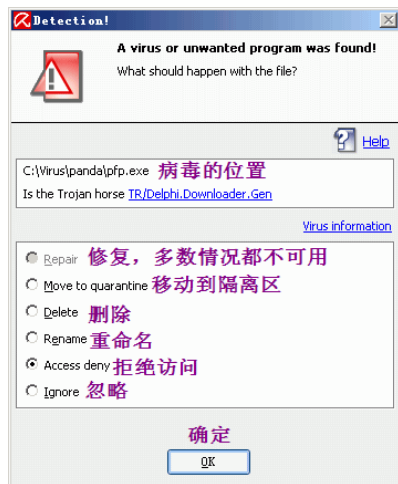 Detection!
A virus or unwanted program was found!
What should happen with the file?
Help
C:\Virus\panda\pfp.exe 病毒的位置
Is the Trojan horse TR/Delphi.Downloader.Gen
Virus information
Repair 修复，多数情况都不可用
Move to quarantine 移动到隔离区
Delete 删除
Rename 重命名
Access deny 拒绝访问
Ignore 忽略
确定
OK